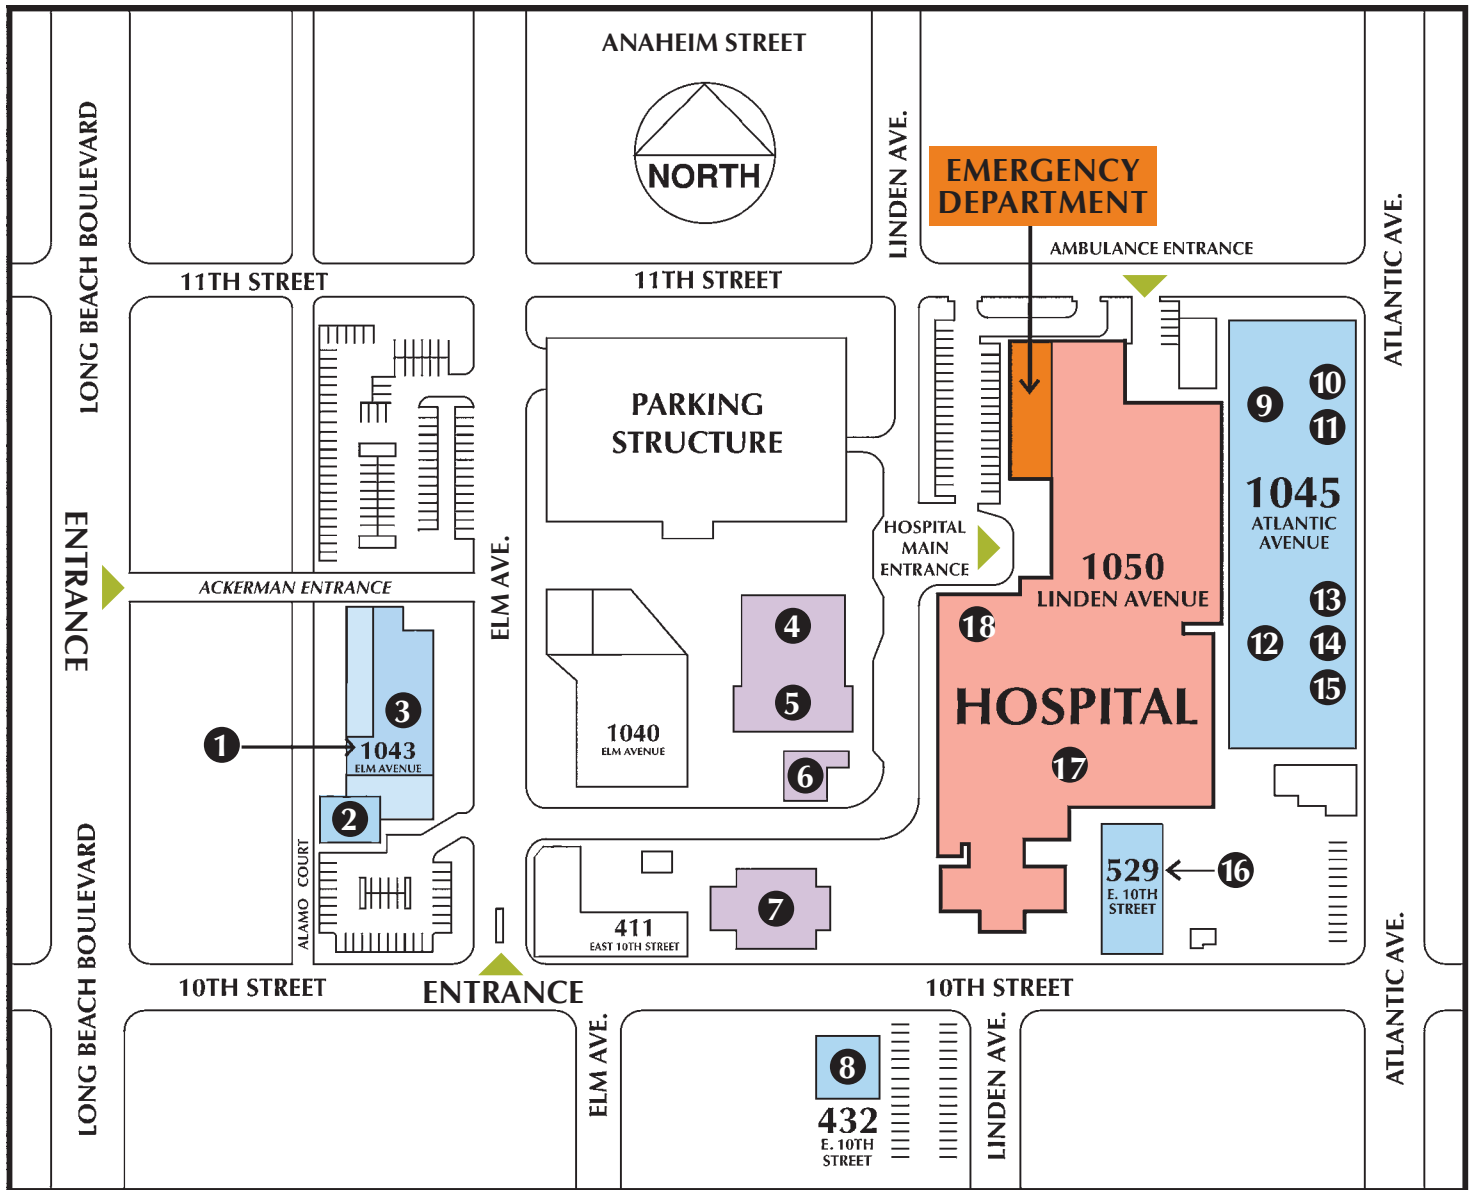 ANAHEIM STREET
NORTH
LONG BEACH BOULEVARD
LINDEN AVE.
EMERGENCY
DEPARTMENT
AMBULANCE ENTRANCE
ATLANTIC AVE.
11TH STREET
11TH STREET
PARKING
STRUCTURE
9
10
11
1045
ATLANTIC
AVENUE
ENTRANCE
ACKERMAN ENTRANCE
ELM AVE.
HOSPITAL
MAIN
ENTRANCE
1050
LINDEN AVENUE
13
12
14
15
4
5
18
HOSPITAL
3
1
1043
ELM AVENUE
1040
ELM AVENUE
6
17
2
LONG BEACH BOULEVARD
ALAMO COURT
7
411
EAST 10TH STREET
529
E. 10TH
STREET
16
ATLANTIC AVE.
10TH STREET
ENTRANCE
10TH STREET
ELM AVE.
8
432
E. 10TH
STREET
LINDEN AVE.